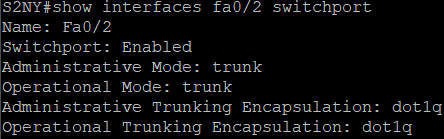 S2NY#show interfaces fa0/2 switchport
Name: Fa0/2
Switchport: Enabled
Administrative Mode: trunk
Operational Mode: trunk
Administrative Trunking Encapsulation: dot1q
Operational Trunking Encapsulation: dot1q